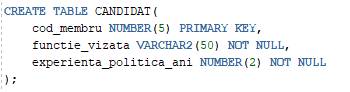 CREATE TABLE CANDIDAT(
    cod_membru NUMBER(5) PRIMARY KEY,
    functie_vizata VARCHAR2(50) NOT NULL,
    experienta_politica_ani NUMBER(2) NOT NULL
);